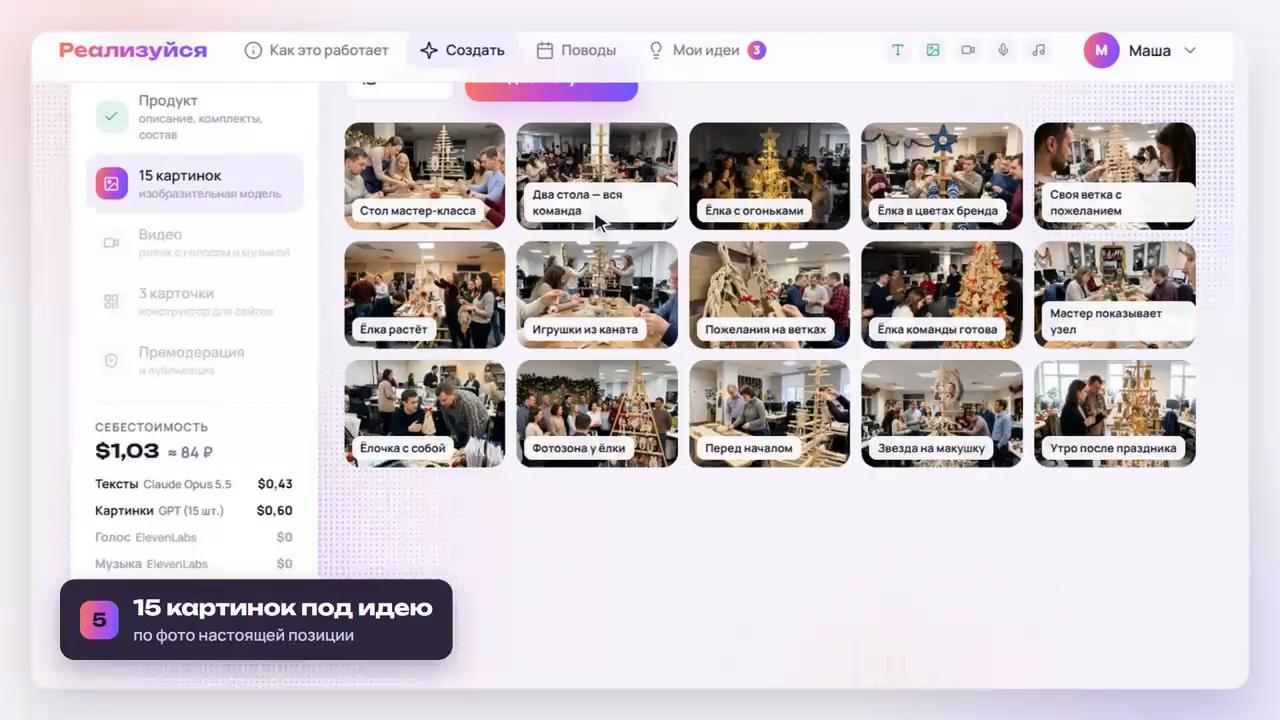 Реализуйся
Как это работает
Создать
Поводы
Мои идеи 3
М Маша
Продукт
описание, комплекты,
состав
15 картинок
изобразительная модель
Видео
ролик с голосом и музыкой
3 карточки
конструктор для сайтов
Премодерация
и публикация
СЕБЕСТОИМОСТЬ
$1,03 ≈ 84 ₽
Тексты Claude Opus 5.5 $0,43
Картинки GPT (15 шт.) $0,60
Голос ElevenLabs $0
Музыка ElevenLabs $0
Стол мастер-класса
Два стола — вся
команда
Ёлка с огоньками
Ёлка в цветах бренда
Своя ветка с
пожеланием
Ёлка растёт
Игрушки из каната
Пожелания на ветках
Ёлка команды готова
Мастер показывает
узел
Ёлочка с собой
Фотозона у ёлки
Перед началом
Звезда на макушку
Утро после праздника
5
15 картинок под идею
по фото настоящей позиции